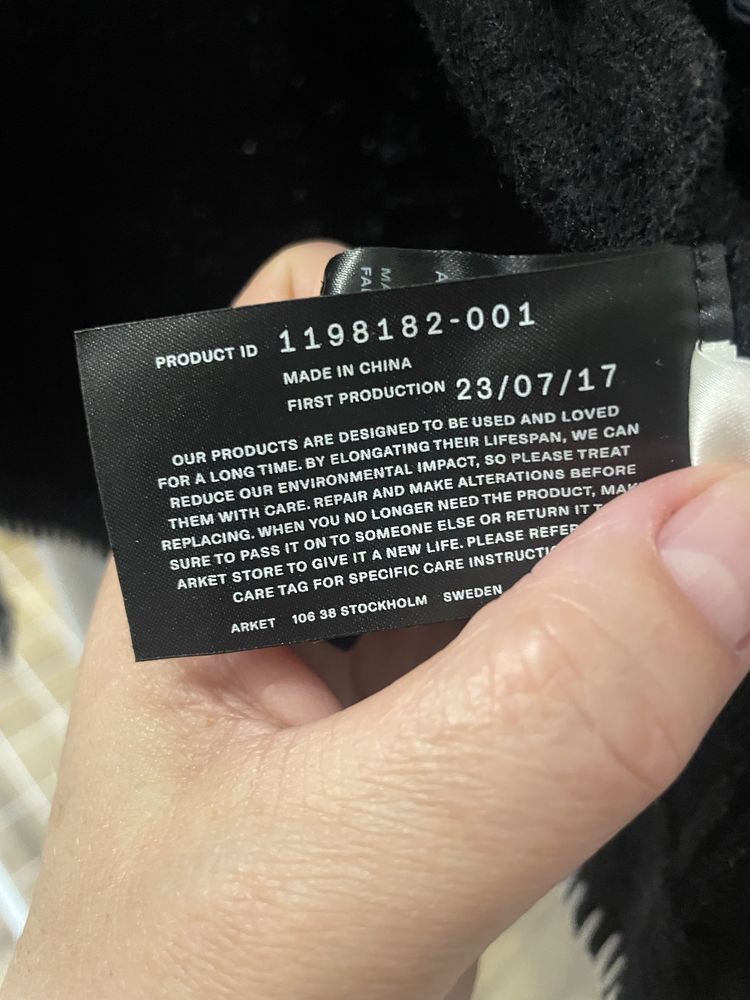 PRODUCT ID 1198182-001
MADE IN CHINA
FIRST PRODUCTION 23/07/17
OUR PRODUCTS ARE DESIGNED TO BE USED AND LOVED
FOR A LONG TIME. BY ELONGATING THEIR LIFESPAN, WE CAN
REDUCE OUR ENVIRONMENTAL IMPACT, SO PLEASE TREAT
THEM WITH CARE. REPAIR AND MAKE ALTERATIONS BEFORE
REPLACING. WHEN YOU NO LONGER NEED THE PRODUCT,
SURE TO PASS IT ON TO SOMEONE ELSE OR RETURN IT
ARKET STORE TO GIVE IT A NEW LIFE. PLEASE REFER
CARE TAG FOR SPECIFIC CARE
ARKET 106 38 STOCKHOLM SWEDEN